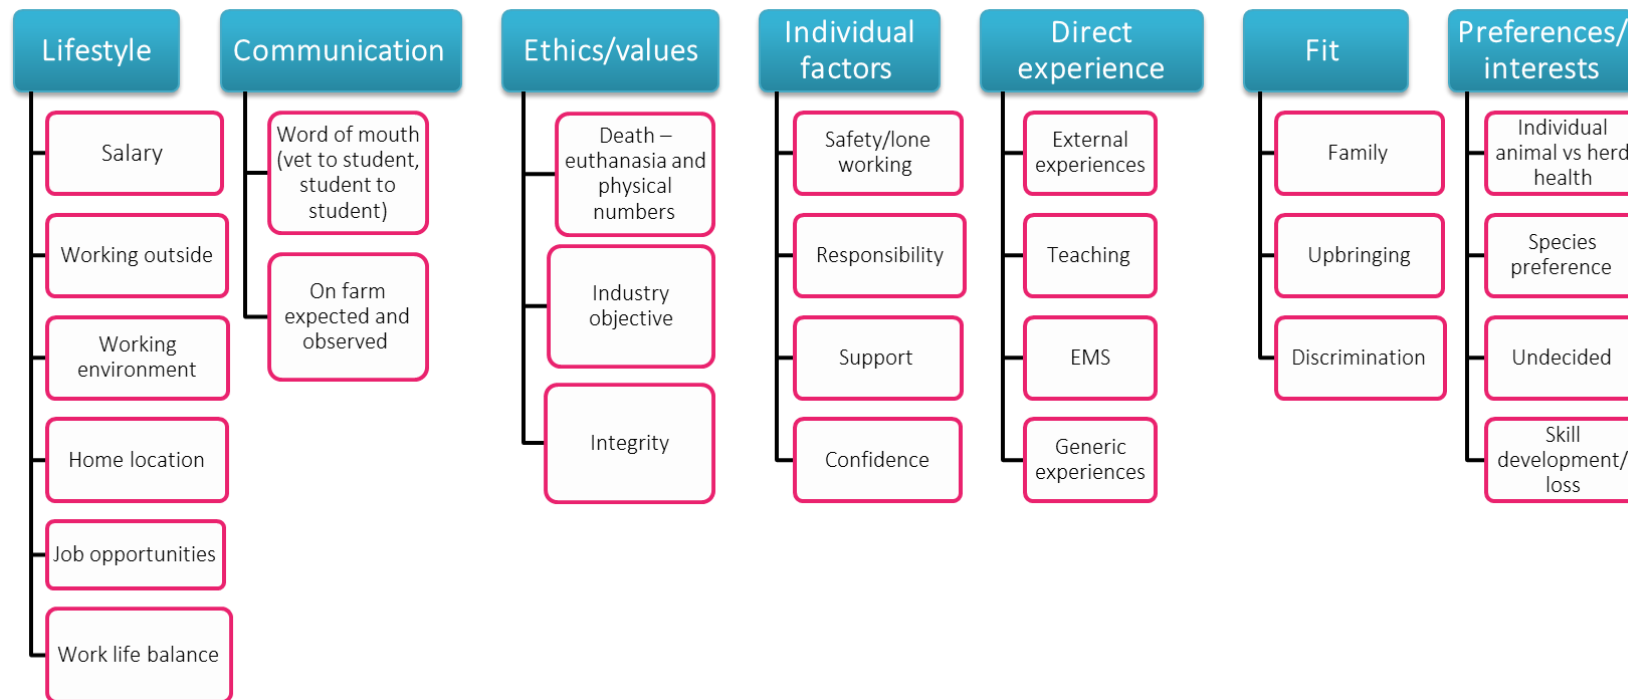 Lifestyle
Salary
Working outside
Working
environment
Home location
Job opportunities
Work life balance
Communication
Word of mouth
(vet to student,
student to
student)
On farm
expected and
observed
Ethics/values
Death –
euthanasia and
physical
numbers
Industry
objective
Integrity
Individual
factors
Safety/lone
working
Responsibility
Support
Confidence
Direct
experience
External
experiences
Teaching
EMS
Generic
experiences
Fit
Family
Upbringing
Discrimination
Preferences/
interests
Individual
animal vs herd
health
Species
preference
Undecided
Skill
development/
loss